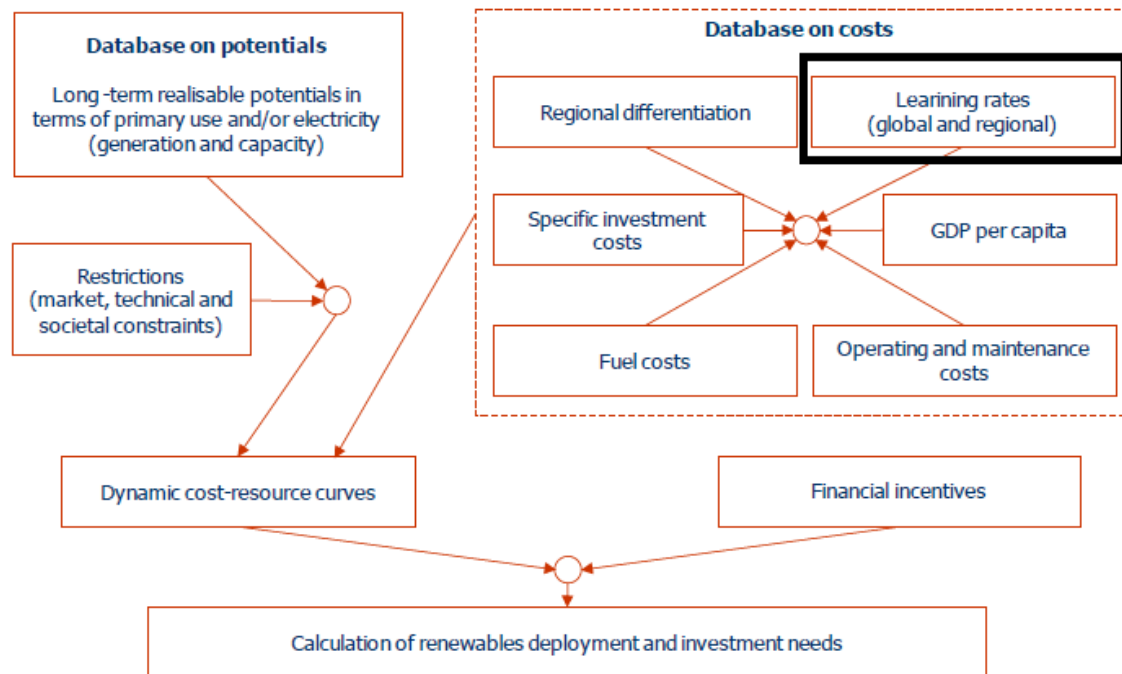 Database on potentials
Long -term realisable potentials in
terms of primary use and/or electricity
(generation and capacity)
Database on costs
Regional differentiation
Learining rates
(global and regional)
Specific investment
costs
GDP per capita
Restrictions
(market, technical and
societal constraints)
Fuel costs
Operating and maintenance
costs
Dynamic cost-resource curves
Financial incentives
Calculation of renewables deployment and investment needs